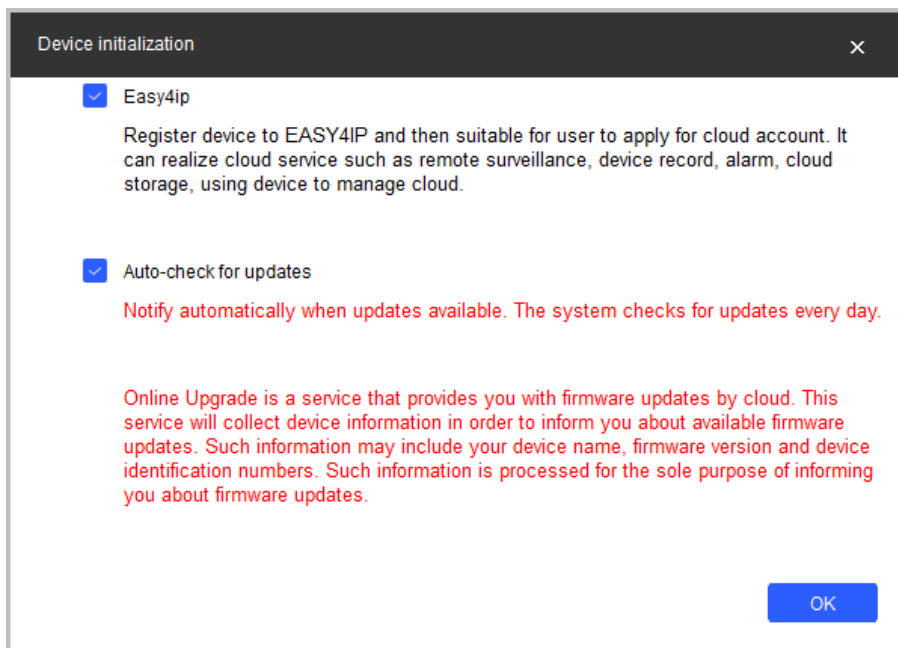 Device initialization
Easy4ip
Register device to EASY4IP and then suitable for user to apply for cloud account. It
can realize cloud service such as remote surveillance, device record, alarm, cloud
storage, using device to manage cloud.
Auto-check for updates
Notify automatically when updates available. The system checks for updates every day.
Online Upgrade is a service that provides you with firmware updates by cloud. This
service will collect device information in order to inform you about available firmware
updates. Such information may include your device name, firmware version and device
identification numbers. Such information is processed for the sole purpose of informing
you about firmware updates.
OK